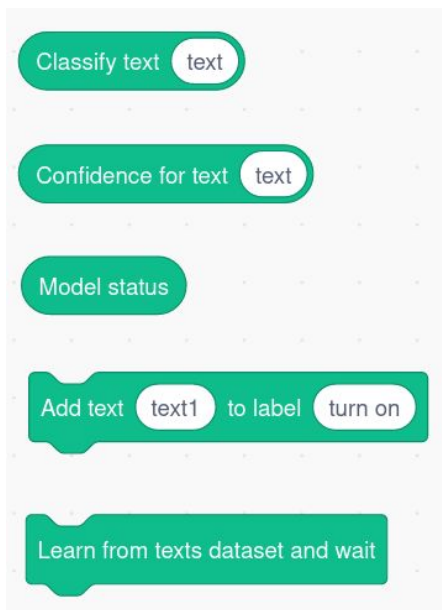 Classify text text
Confidence for text text
Model status
Add text text1 to label turn on
Learn from texts dataset and wait